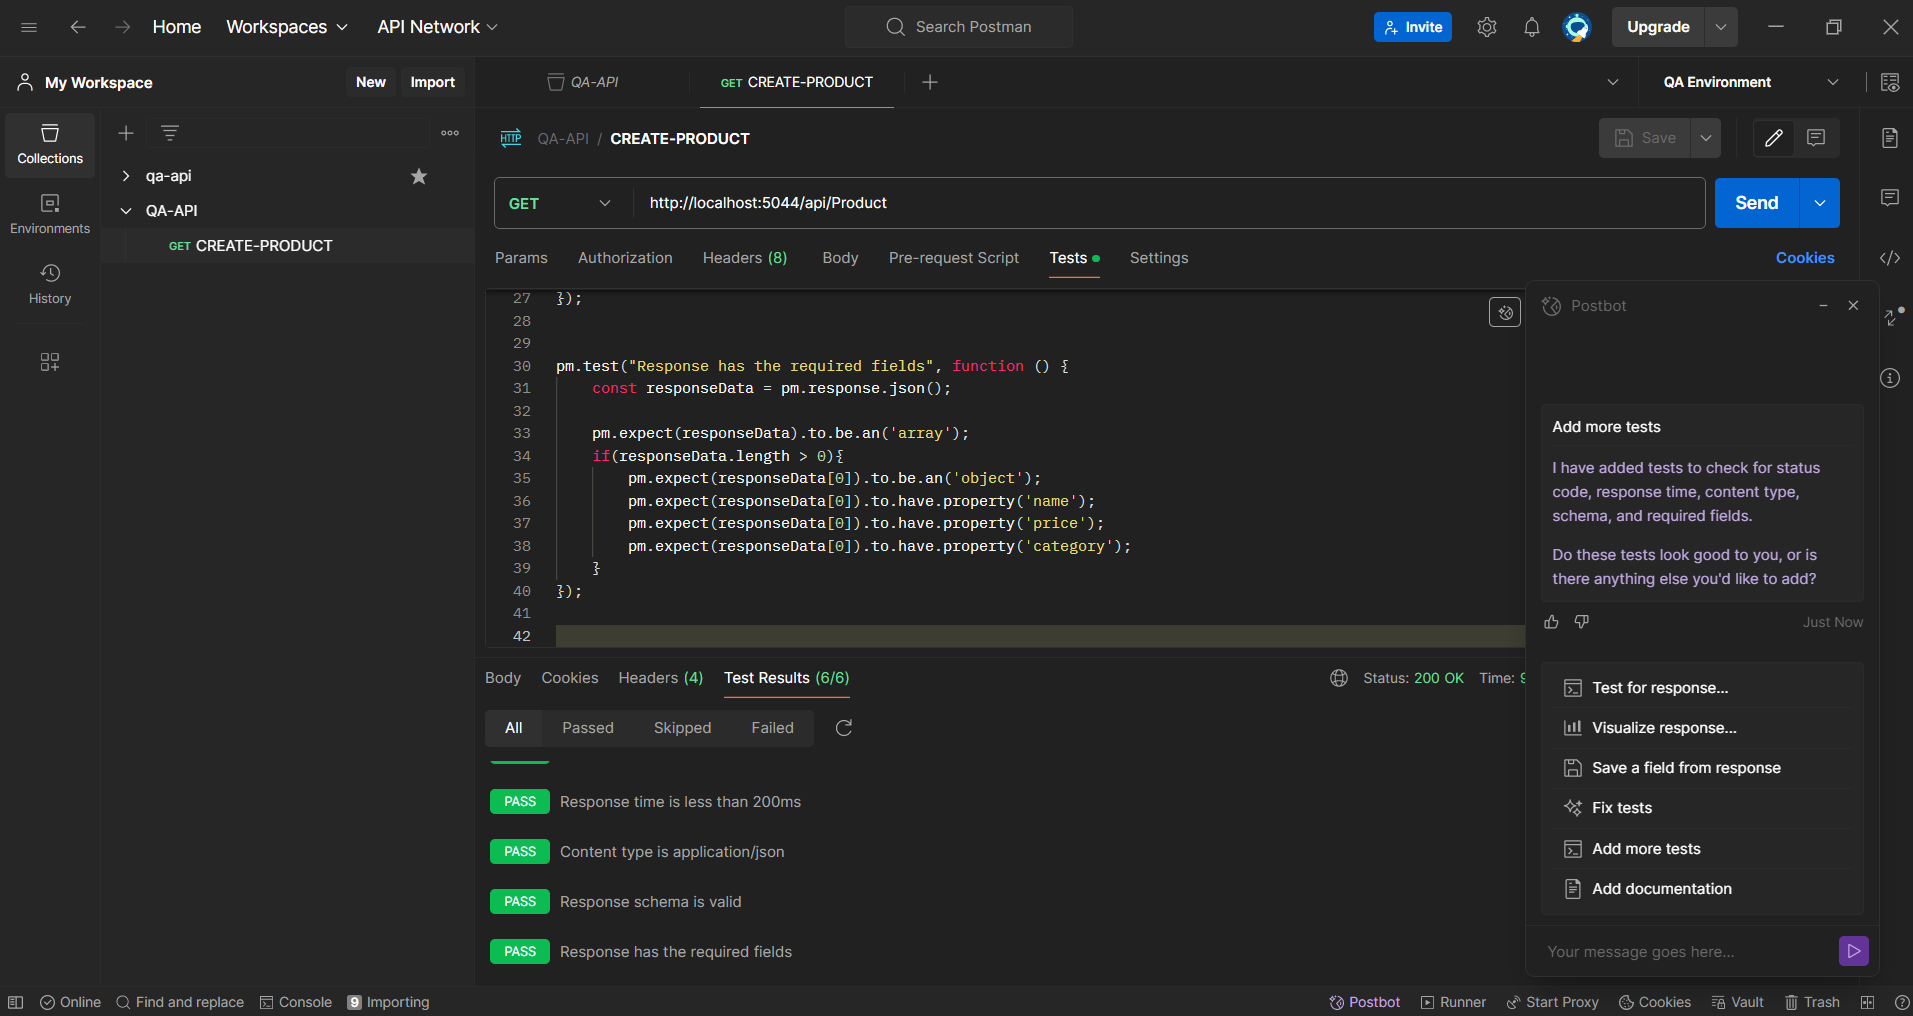 Home
Workspaces
API Network
Search Postman
Invite
Upgrade
My Workspace
New
Import
QA-API
GET CREATE-PRODUCT
QA Environment
Collections
Environments
History
qa-api
QA-API
GET CREATE-PRODUCT
HTTP QA-API / CREATE-PRODUCT
Save
GET
http://localhost:5044/api/Product
Send
Params
Authorization
Headers (8)
Body
Pre-request Script
Tests
Settings
Cookies
27 });
28
29
30 pm.test("Response has the required fields", function () {
31 const responseData = pm.response.json();
32
33 pm.expect(responseData).to.be.an('array');
34 if(responseData.length > 0){
35 pm.expect(responseData[0]).to.be.an('object');
36 pm.expect(responseData[0]).to.have.property('name');
37 pm.expect(responseData[0]).to.have.property('price');
38 pm.expect(responseData[0]).to.have.property('category');
39 }
40 });
41
42
Body
Cookies
Headers (4)
Test Results (6/6)
Status: 200 OK
Time:
All
Passed
Skipped
Failed
PASS Response time is less than 200ms
PASS Content type is application/json
PASS Response schema is valid
PASS Response has the required fields
Postbot
Add more tests
I have added tests to check for status
code, response time, content type,
schema, and required fields.
Do these tests look good to you, or is
there anything else you'd like to add?
Just Now
Test for response...
Visualize response...
Save a field from response
Fix tests
Add more tests
Add documentation
Your message goes here...
Online
Find and replace
Console
9 Importing
Postbot
Runner
Start Proxy
Cookies
Vault
Trash